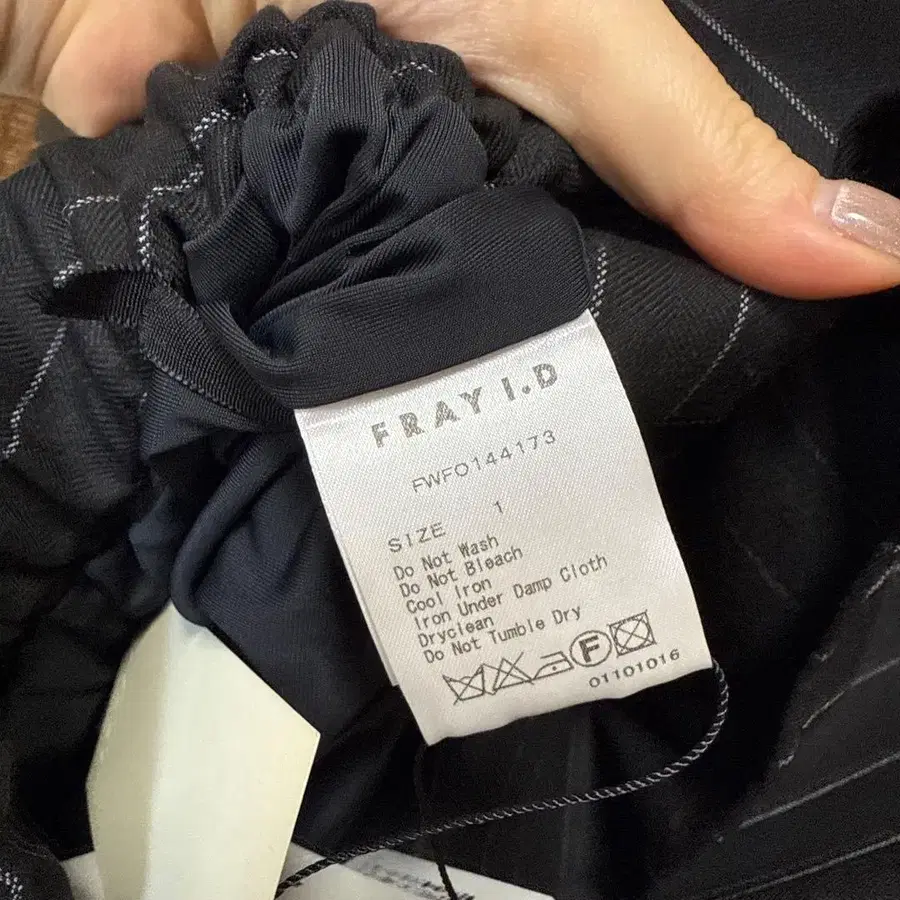 FRAY I.D
FWFO144173
SIZE 1
Do Not Wash
Do Not Bleach
Cool Iron
Iron Under Damp Cloth
Dryclean
Do Not Tumble Dry
F
01101016